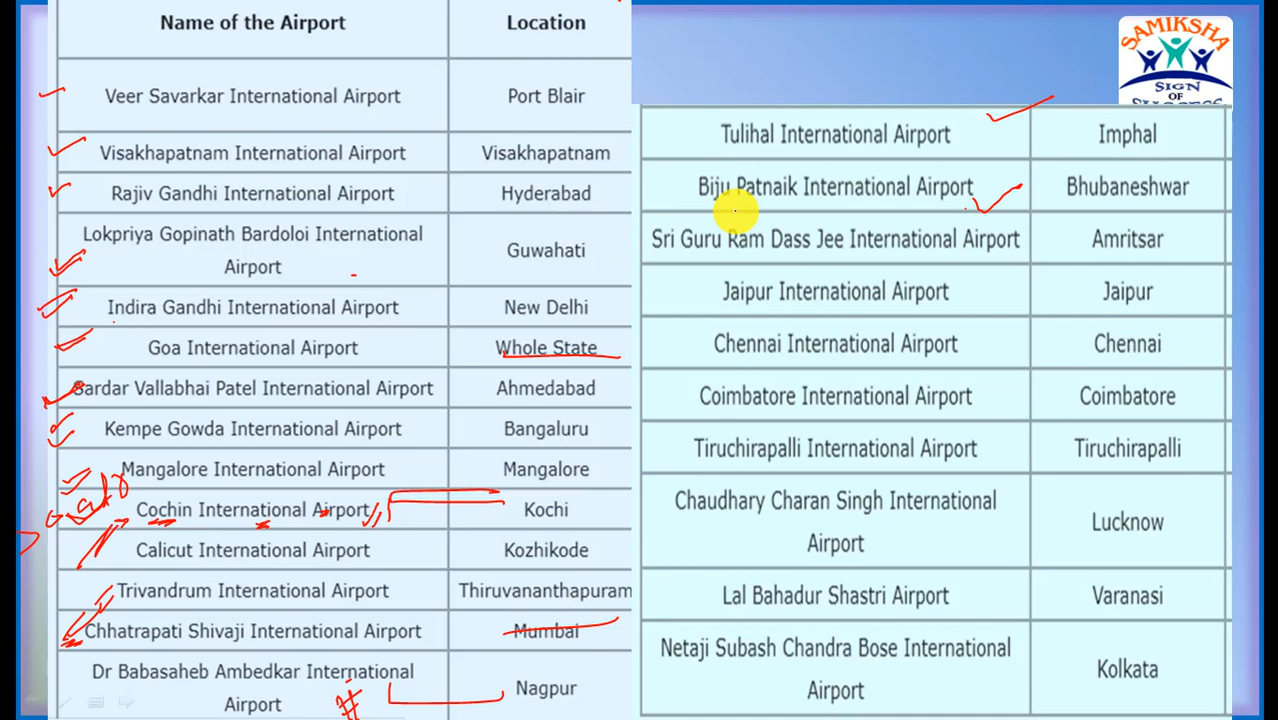 Name of the Airport Location
Veer Savarkar International Airport Port Blair
Visakhapatnam International Airport Visakhapatnam
Rajiv Gandhi International Airport Hyderabad
Lokpriya Gopinath Bardoloi International
Airport Guwahati
Indira Gandhi International Airport New Delhi
Goa International Airport Whole State
Sardar Vallabhai Patel International Airport Ahmedabad
Kempe Gowda International Airport Bangaluru
Mangalore International Airport Mangalore
Cochin International Airport Kochi
Calicut International Airport Kozhikode
Trivandrum International Airport Thiruvananthapuram
Chhatrapati Shivaji International Airport Mumbai
Dr Babasaheb Ambedkar International
Airport Nagpur
#
SAMIKSHA
SIGN
OF
SUCCESS
Tulihal International Airport Imphal
Biju Patnaik International Airport Bhubaneshwar
Sri Guru Ram Dass Jee International Airport Amritsar
Jaipur International Airport Jaipur
Chennai International Airport Chennai
Coimbatore International Airport Coimbatore
Tiruchirapalli International Airport Tiruchirapalli
Chaudhary Charan Singh International
Airport Lucknow
Lal Bahadur Shastri Airport Varanasi
Netaji Subash Chandra Bose International
Airport Kolkata